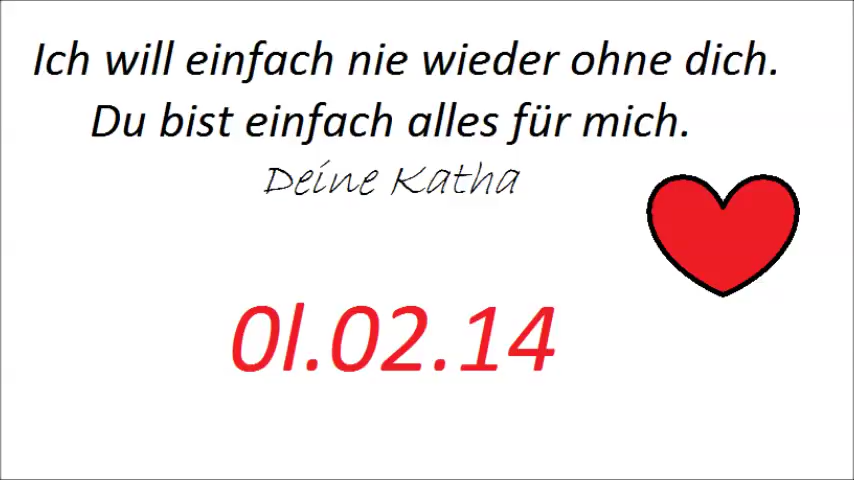 Ich will einfach nie wieder ohne dich.
Du bist einfach alles für mich.
Deine Katha
0l.02.14